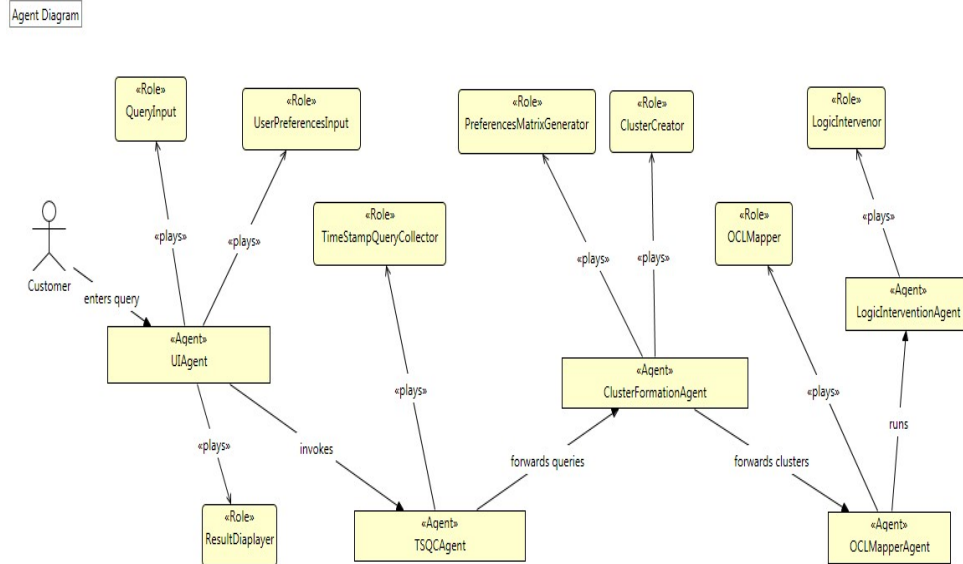 Agent Diagram
«Role»
QueryInput
«Role»
UserPreferencesInput
«Role»
PreferencesMatrixGenerator
«Role»
ClusterCreator
«Role»
LogicIntervenor
«Role»
TimeStampQueryCollector
«Role»
OCLMapper
«plays»
«plays»
«plays»
«plays»
«plays»
Customer
enters query
«Agent»
LogicInterventionAgent
«Agent»
UIAgent
«Agent»
ClusterFormationAgent
«plays»
«plays»
«plays»
invokes
runs
forwards queries
forwards clusters
«Role»
ResultDiaplayer
«Agent»
TSQCAgent
«Agent»
OCLMapperAgent